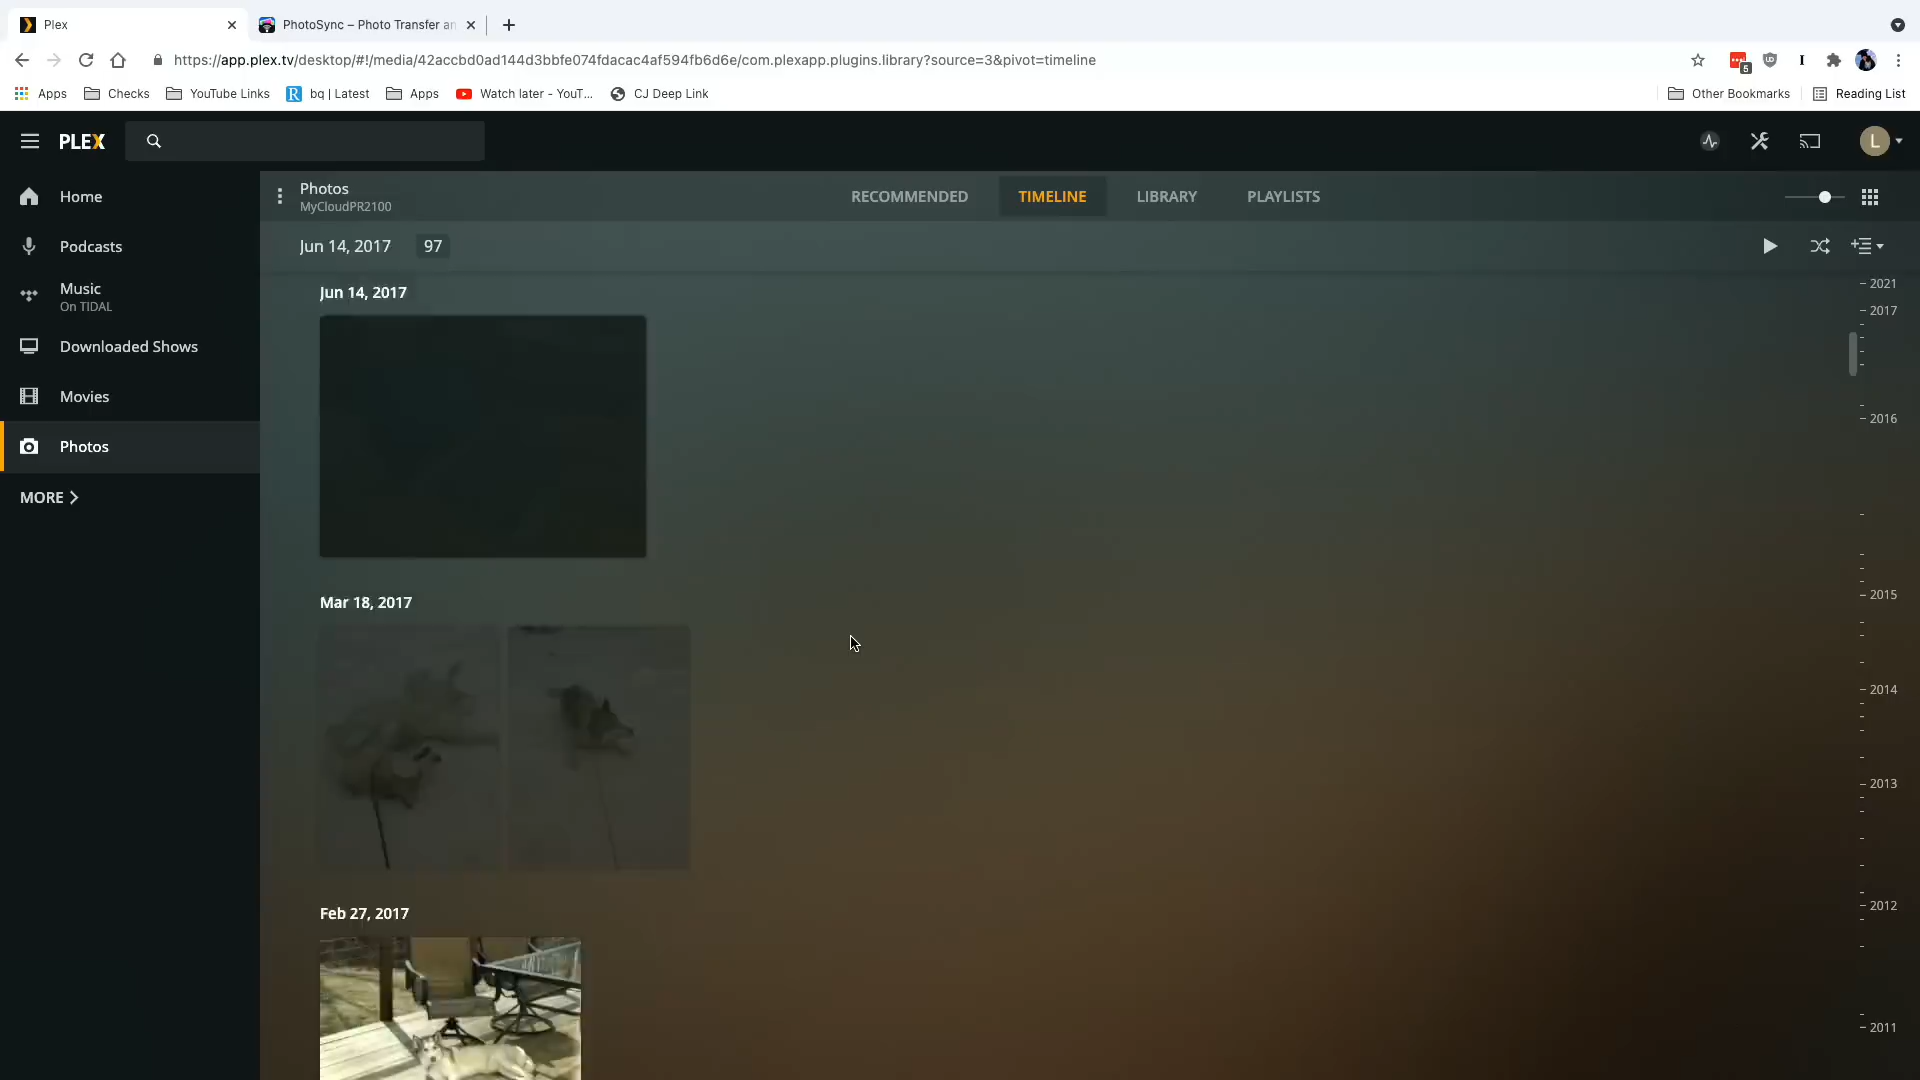 Plex
PhotoSync – Photo Transfer an
https://app.plex.tv/desktop/#!/media/42accbd0ad144d3bbfe074fdacac4af594fb6d6e/com.plexapp.plugins.library?source=3&pivot=timeline
5
Apps
Checks
YouTube Links
bq | Latest
Apps
Watch later - YouT...
CJ Deep Link
Other Bookmarks
Reading List
PLEX
L
Home
Podcasts
Music
On TIDAL
Downloaded Shows
Movies
Photos
MORE
Photos
MyCloudPR2100
RECOMMENDED
TIMELINE
LIBRARY
PLAYLISTS
Jun 14, 2017 97
Jun 14, 2017
Mar 18, 2017
Feb 27, 2017
2021
2017
2016
2015
2014
2013
2012
2011